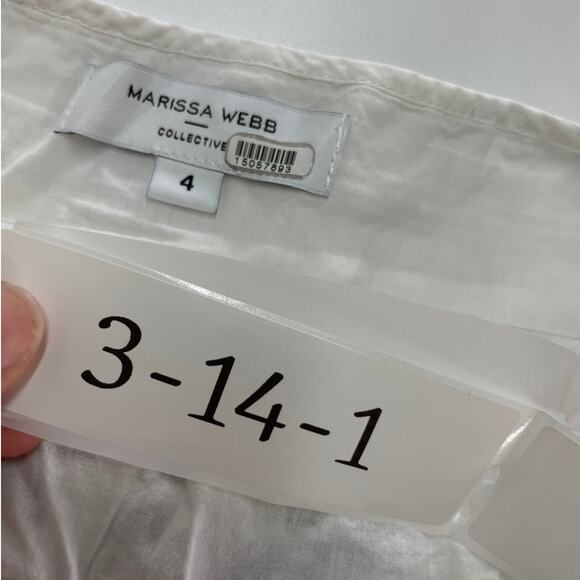 MARISSA WEBB
COLLECTIVE
15057893
4
3-14-1